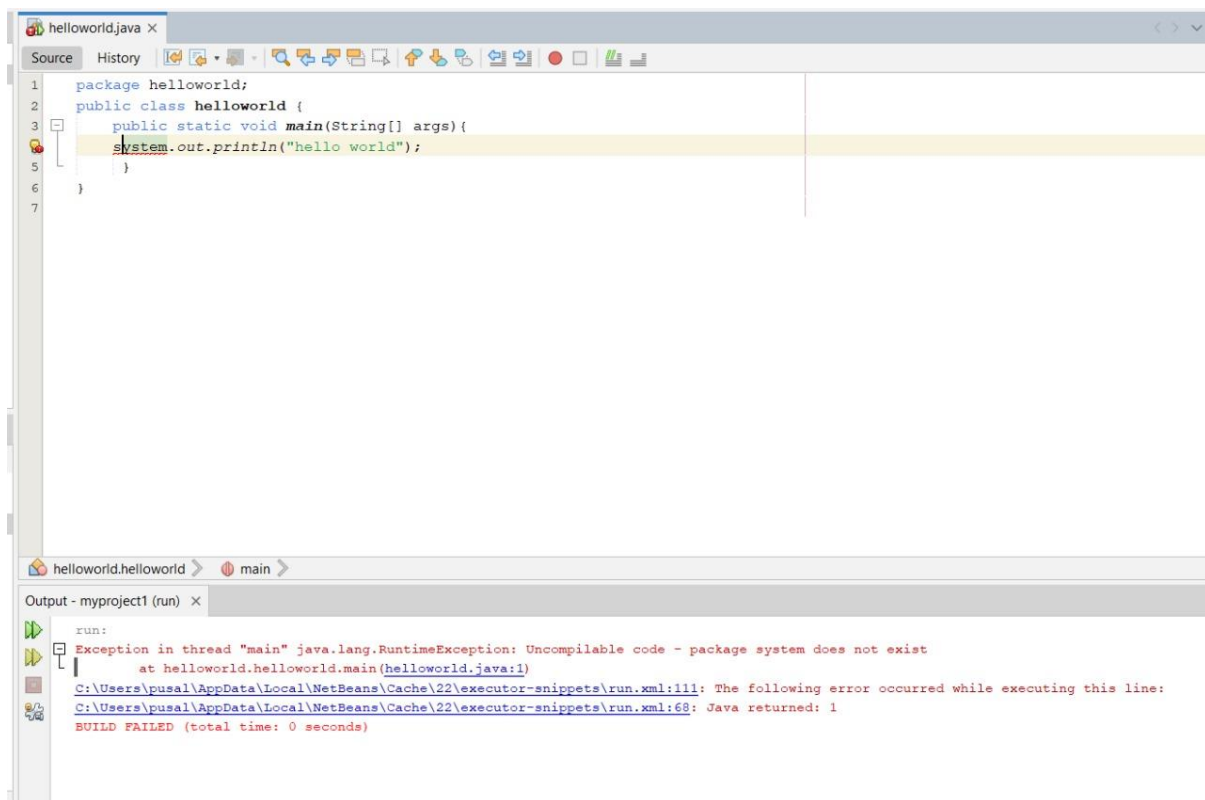 helloworld.java
Source History
1 package helloworld;
2 public class helloworld {
3 public static void main(String[] args){
system.out.println("hello world");
5 }
6 }
7
helloworld.helloworld main
Output - myproject1 (run)
run:
Exception in thread "main" java.lang.RuntimeException: Uncompilable code - package system does not exist
at helloworld.helloworld.main(helloworld.java:1)
C:\Users\pusal\AppData\Local\NetBeans\Cache\22\executor-snippets\run.xml:111: The following error occurred while executing this line:
C:\Users\pusal\AppData\Local\NetBeans\Cache\22\executor-snippets\run.xml:68: Java returned: 1
BUILD FAILED (total time: 0 seconds)